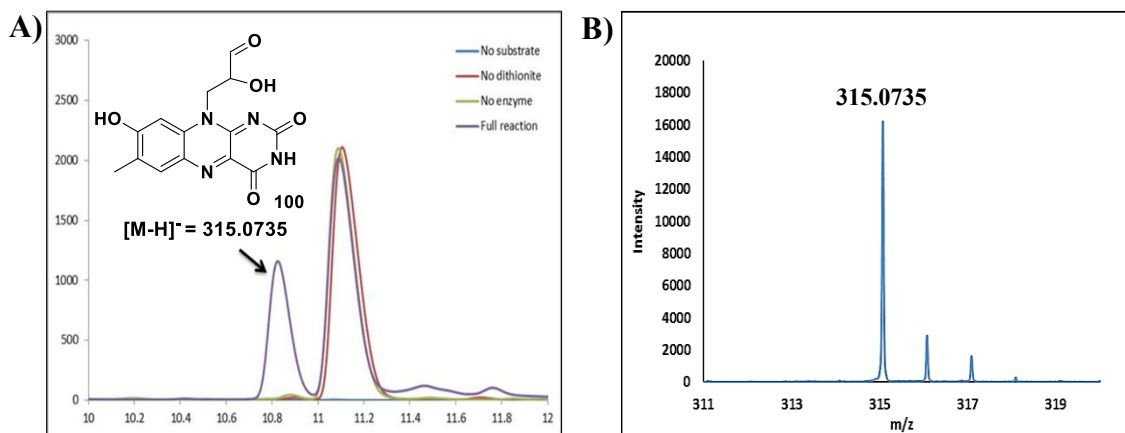 A)
3000
2500
2000
1500
1000
500
0
10 10.2 10.4 10.6 10.8 11 11.2 11.4 11.6 11.8 12
No substrate
No dithionite
No enzyme
Full reaction
O
OH
HO
N
N
O
NH
N
O
100
[M-H]⁻ = 315.0735
B)
20000
18000
16000
14000
12000
10000
8000
6000
4000
2000
0
Intensity
315.0735
311 313 315 317 319
m/z